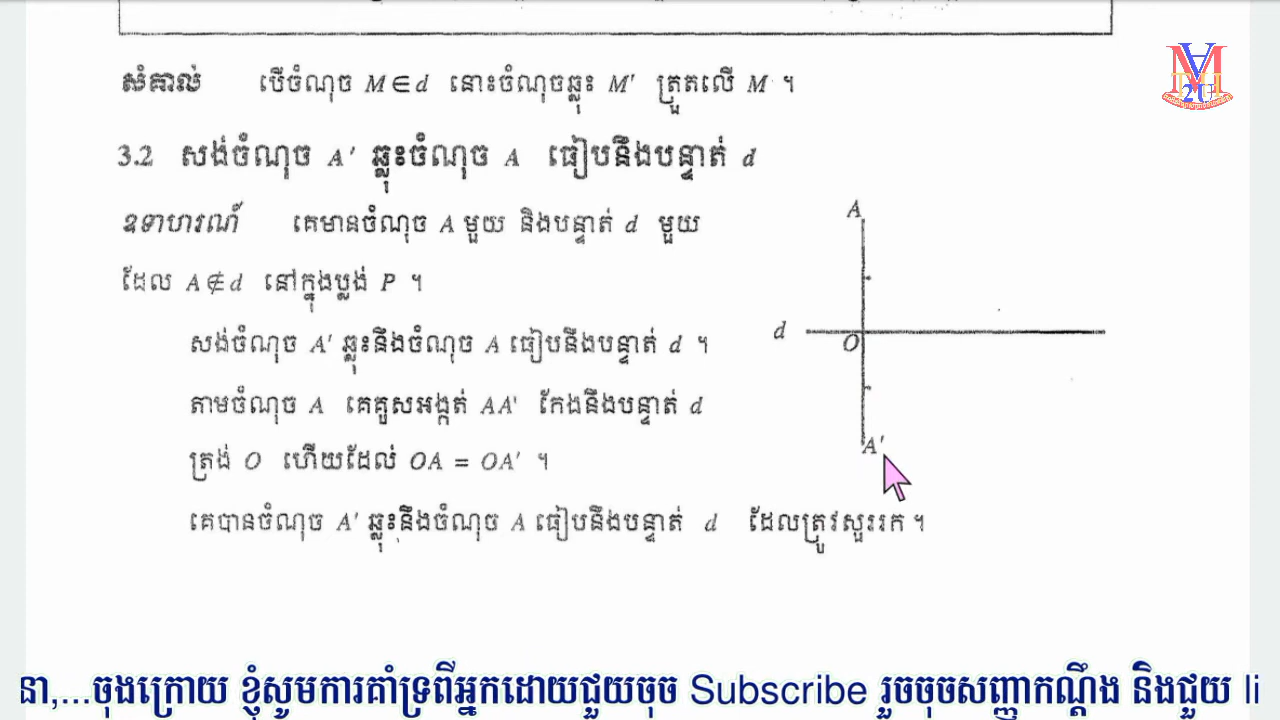 សំគាល់ បើចំណុច M∈d នោះចំណុចឆ្លុះ M′ ត្រួតលើ M ។
3.2 សង់ចំណុច A′ ឆ្លុះចំណុច A ធៀបនឹងបន្ទាត់ d
ឧទាហរណ៍ គេមានចំណុច A មួយ និងបន្ទាត់ d មួយ
ដែល A∉d នៅក្នុងប្លង់ P ។
សង់ចំណុច A′ ឆ្លុះនឹងចំណុច A ធៀបនឹងបន្ទាត់ d ។
តាមចំណុច A គេគូសអង្កត់ AA′ កែងនឹងបន្ទាត់ d
ត្រង់ O ហើយដែល់ OA = OA′ ។
គេបានចំណុច A′ ឆ្លុះនឹងចំណុច A ធៀបនឹងបន្ទាត់ d ដែលត្រូវសួររក ។
A
d
O
A′
នា,...ចុងក្រោយ ខ្ញុំសូមការគាំទ្រពីអ្នកដោយជួយចុច Subscribe រួចចុចសញ្ញាកណ្ដឹង និងជួយ li